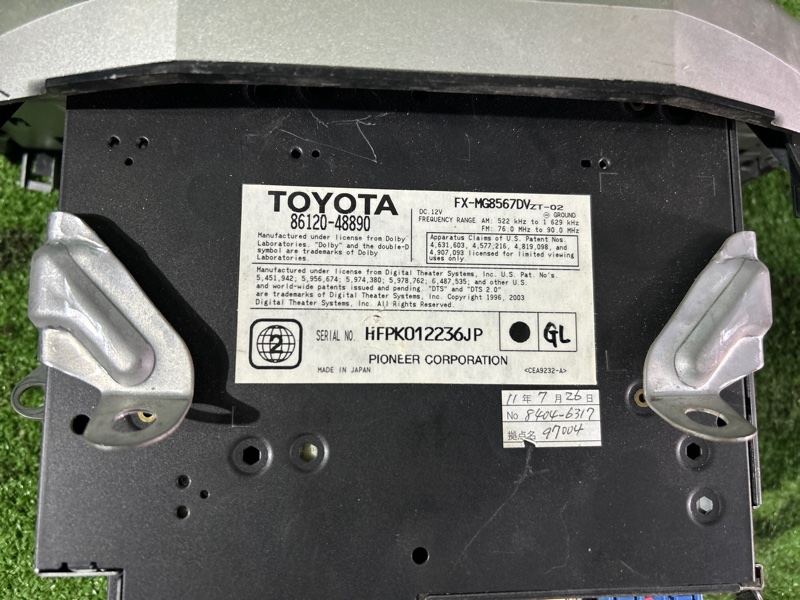 TOYOTA
86120-48890
FX-MG8567DVZT-02
DC.12V ⊖ GROUND
FREQUENCY RANGE AM: 522 kHz to 1 629 kHz
FM: 76.0 MHz to 90.0 MHz
Manufactured under license from Dolby
Laboratories. "Dolby" and the double-D
symbol are trademarks of Dolby
Laboratories.
Apparatus Claims of U.S. Patent Nos.
4,631,603, 4,577,216, 4,819,098, and
4,907,093 licensed for limited viewing
uses only.
Manufactured under license from Digital Theater Systems, Inc. U.S. Pat. No's
5,451,942; 5,956,674; 5,974,380; 5,978,762; 6,487,535; and other U.S.
and world-wide patents issued and pending. "DTS" and "DTS 2.0"
are trademarks of Digital Theater Systems, Inc. Copyright 1996, 2003
Digital Theater Systems, Inc. All Rights Reserved.
2
SERIAL NO. HFPK012236JP
● GL
PIONEER CORPORATION
MADE IN JAPAN
<CEA9232-A>
11年7月26日
No 8404-6317
拠点名 97004